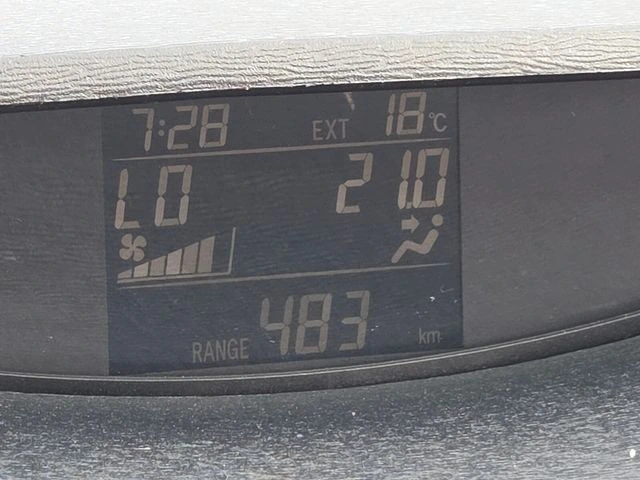 7:28 EXT 18°C
LO 21.0
RANGE 483 km